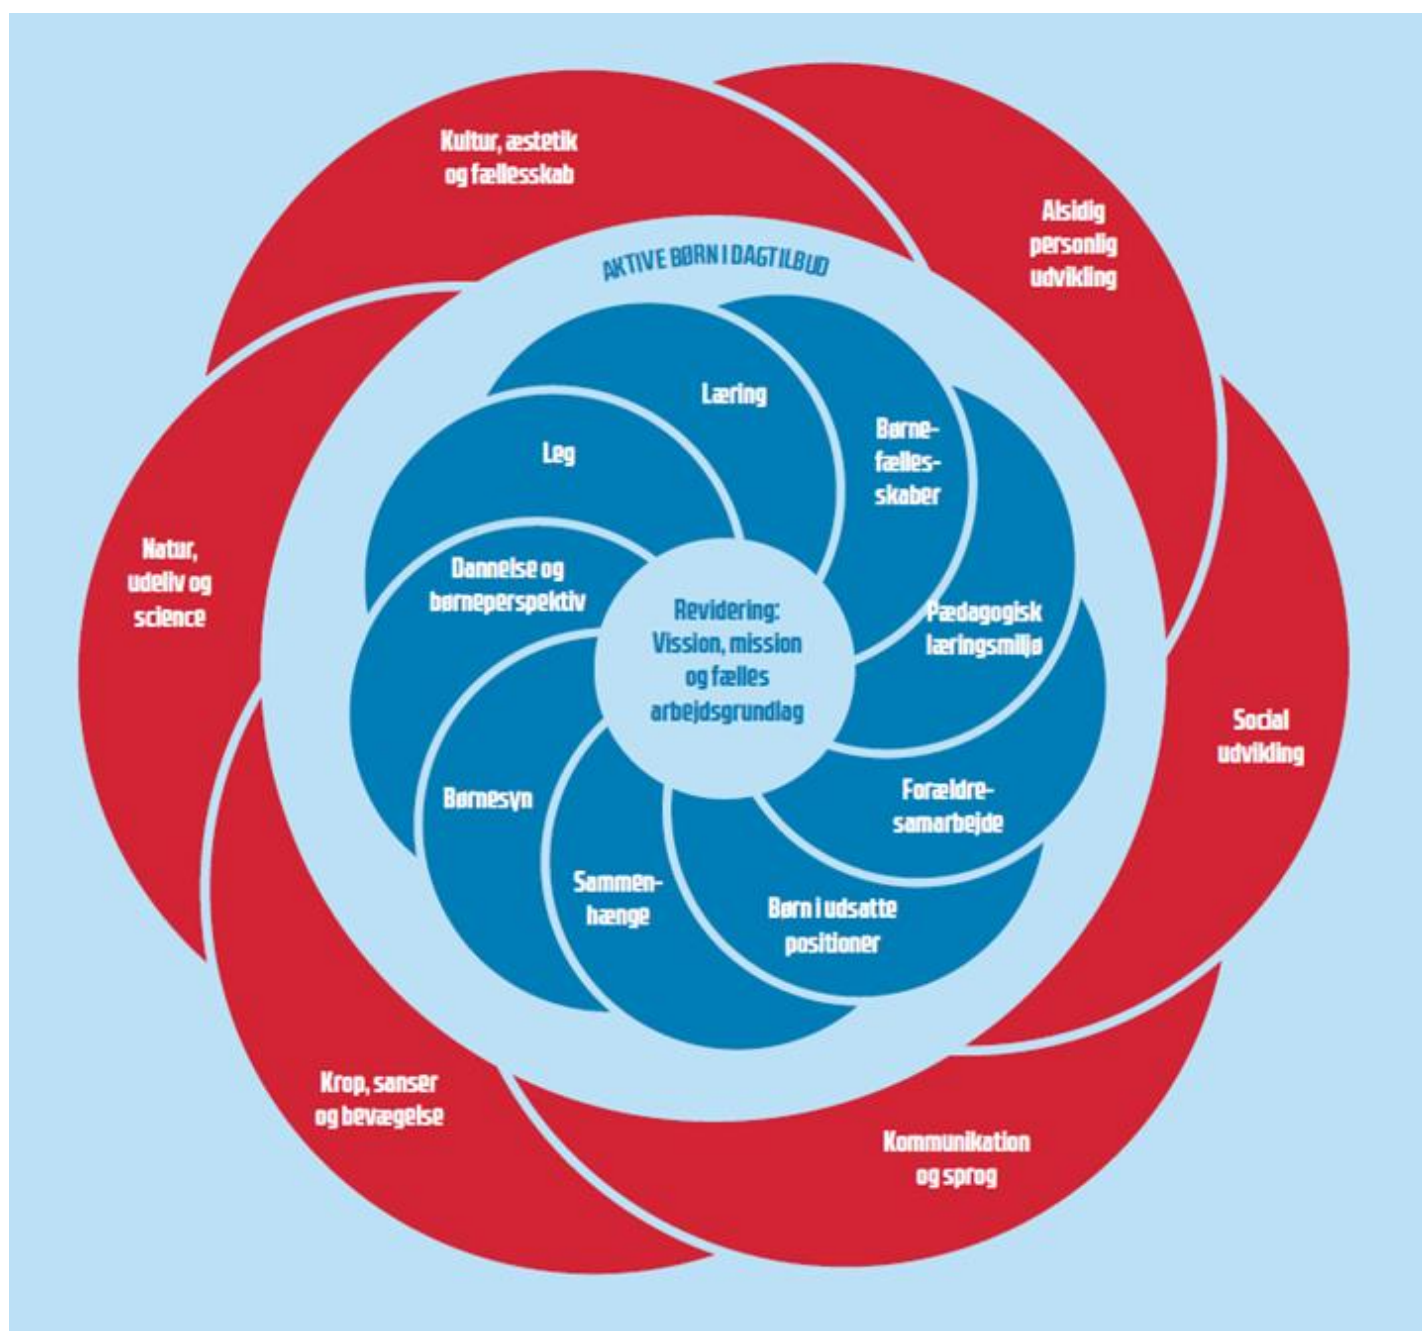 Kultur, æstetik
og fællesskab
Alsidig
personlig
udvikling
AKTIVE BØRN I DAGTILBUD
Læring
Børne-
fælles-
skaber
Leg
Natur,
udeliv og
science
Dannelse og
børneperspektiv
Revidering:
Vission, mission
og fælles
arbejdsgrundlag
Pædagogisk
læringsmiljø
Social
udvikling
Børnesyn
Forældre-
samarbejde
Sammen-
hænge
Børn i udsatte
positioner
Krop, sanser
og bevægelse
Kommunikation
og sprog